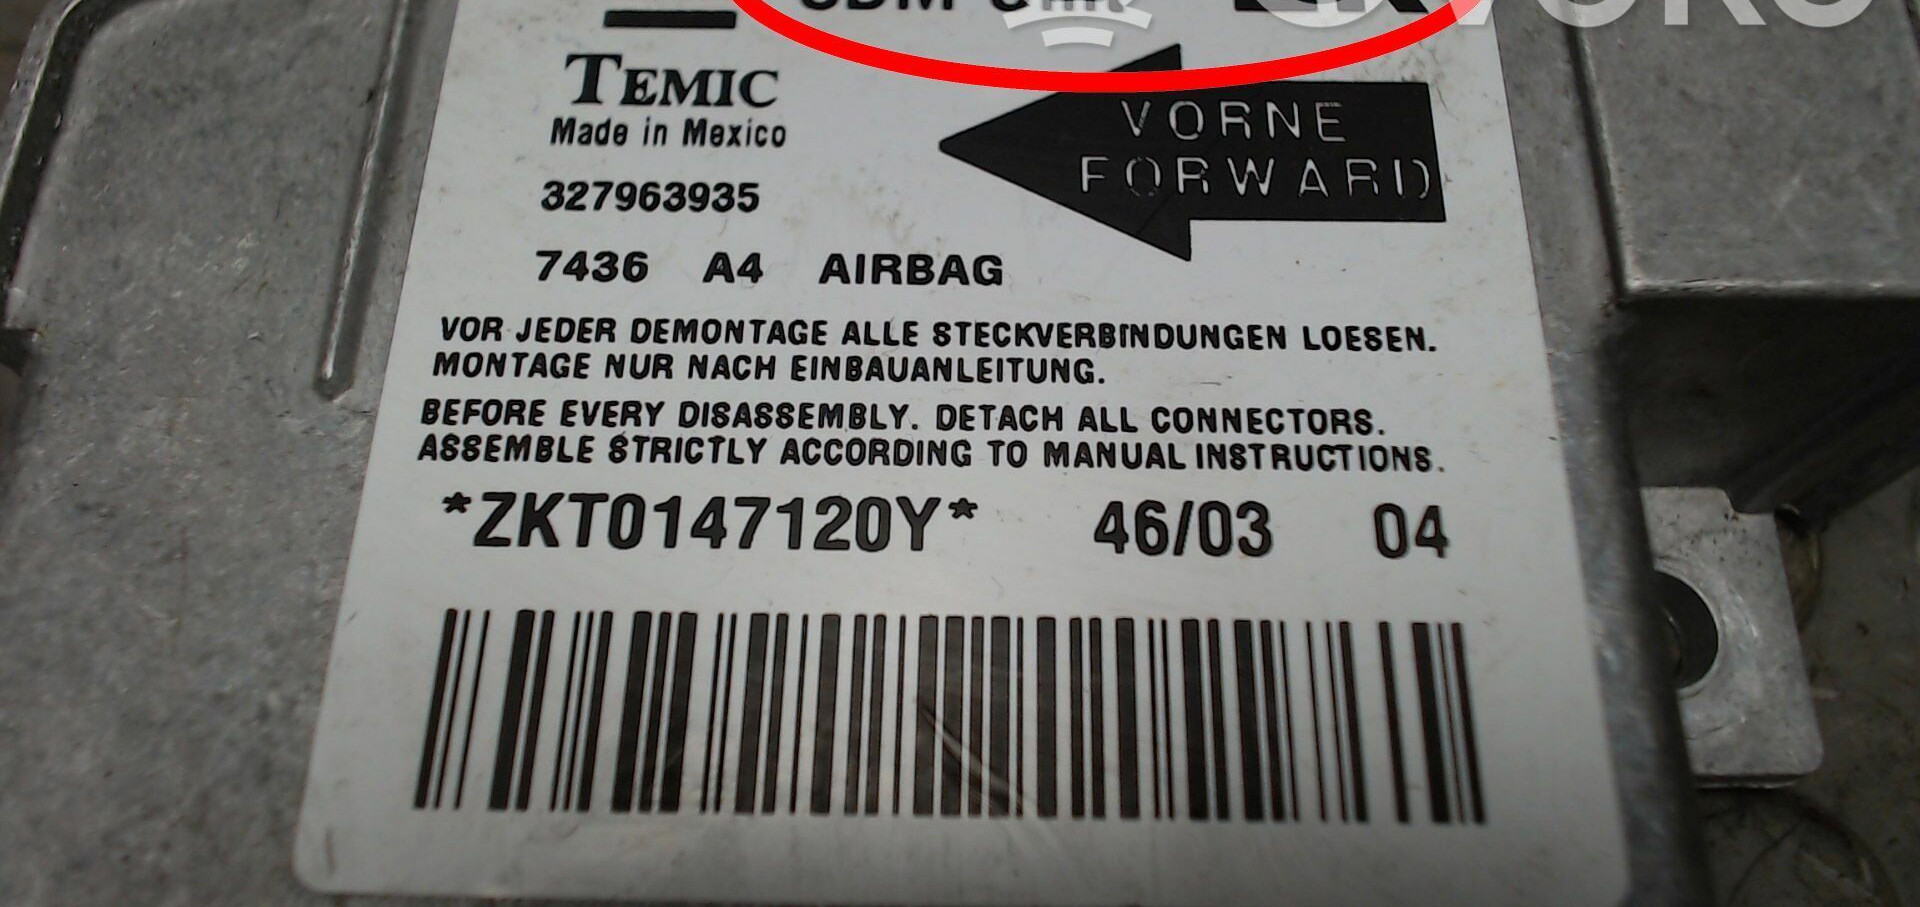 TEMIC
Made in Mexico
VORNE
FORWARD
327963935
7436 A4 AIRBAG
VOR JEDER DEMONTAGE ALLE STECKVERBINDUNGEN LOESEN.
MONTAGE NUR NACH EINBAUANLEITUNG.
BEFORE EVERY DISASSEMBLY. DETACH ALL CONNECTORS.
ASSEMBLE STRICTLY ACCORDING TO MANUAL INSTRUCTIONS.
*ZKT0147120Y* 46/03 04